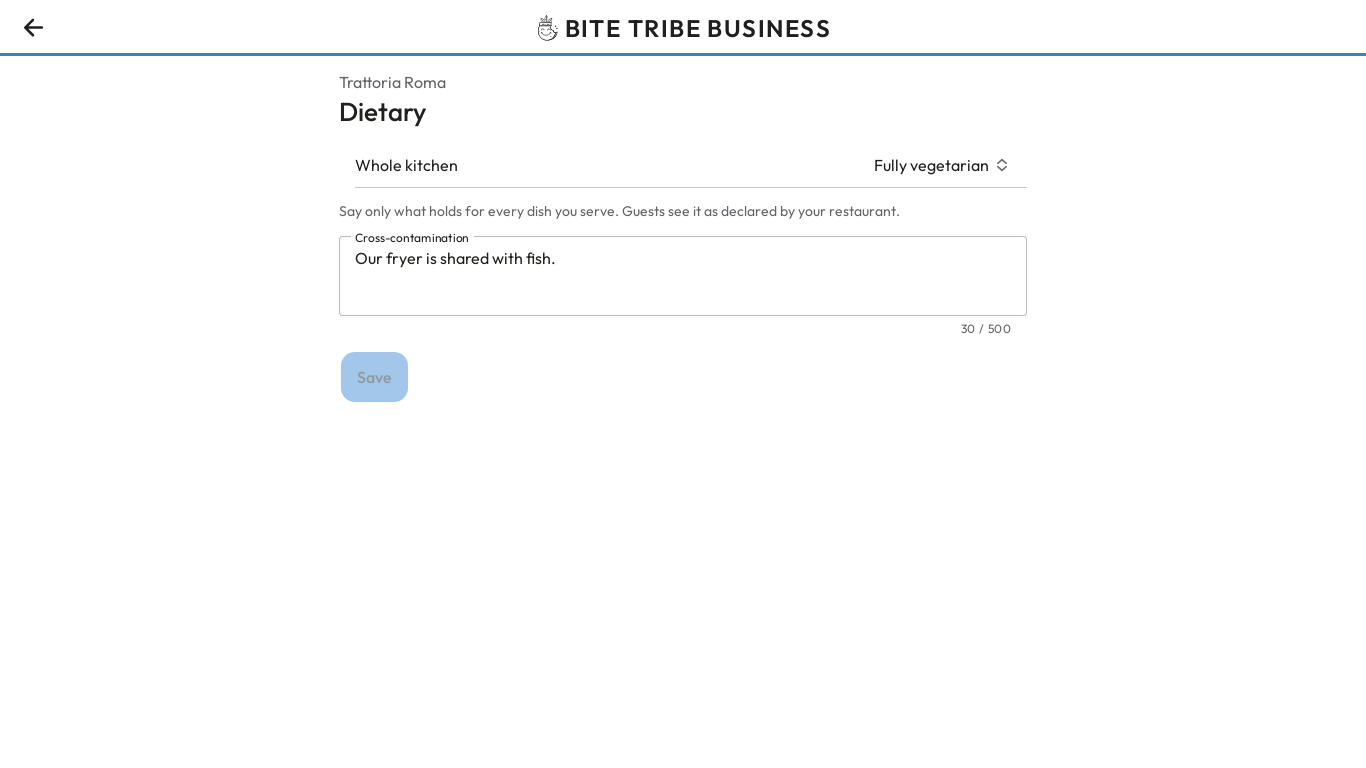 BITE TRIBE BUSINESS
Trattoria Roma
Dietary
Whole kitchen Fully vegetarian
Say only what holds for every dish you serve. Guests see it as declared by your restaurant.
Cross-contamination
Our fryer is shared with fish.
30 / 500
Save